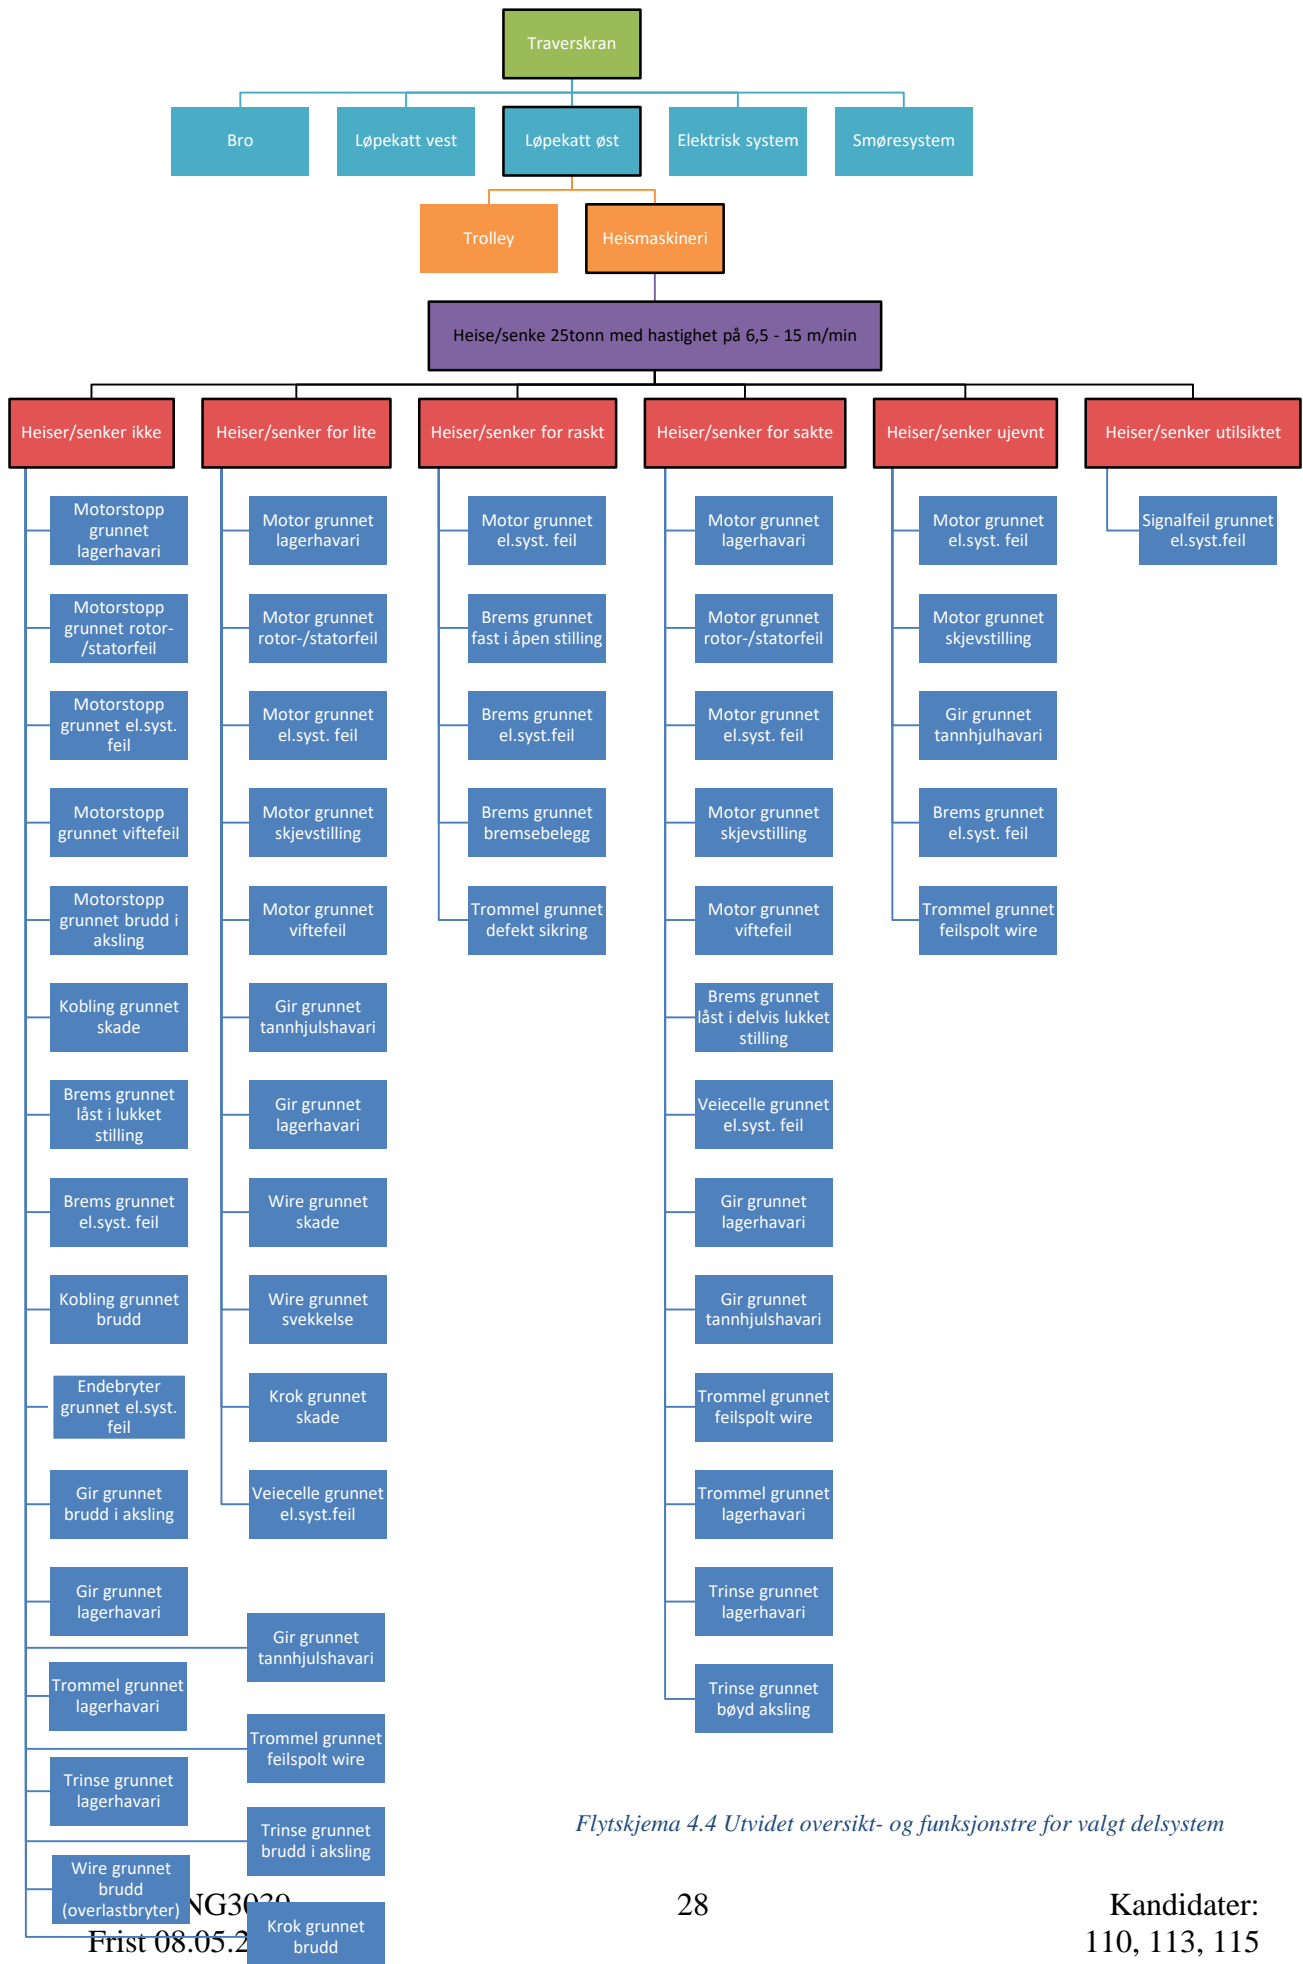 Traverskran
Bro
Løpekatt vest
Løpekatt øst
Elektrisk system
Smøresystem
Trolley
Heismaskineri
Heise/senke 25tonn med hastighet på 6,5 - 15 m/min
Heiser/senker ikke
Heiser/senker for lite
Heiser/senker for raskt
Heiser/senker for sakte
Heiser/senker ujevnt
Heiser/senker utilsiktet
Motorstopp
grunnet
lagerhavari
Motorstopp
grunnet rotor-
/statorfeil
Motorstopp
grunnet el.syst.
feil
Motorstopp
grunnet viftefeil
Motorstopp
grunnet brudd i
aksling
Kobling grunnet
skade
Brems grunnet
låst i lukket
stilling
Brems grunnet
el.syst. feil
Kobling grunnet
brudd
Endebryter
grunnet el.syst.
feil
Gir grunnet
brudd i aksling
Gir grunnet
lagerhavari
Gir grunnet
tannhjulshavari
Trommel grunnet
lagerhavari
Trommel grunnet
feilspolt wire
Trinse grunnet
lagerhavari
Trinse grunnet
brudd i aksling
Wire grunnet
brudd
(overlastbryter)
Krok grunnet
brudd
Motor grunnet
lagerhavari
Motor grunnet
rotor-/statorfeil
Motor grunnet
el.syst. feil
Motor grunnet
skjevstilling
Motor grunnet
viftefeil
Gir grunnet
tannhjulshavari
Gir grunnet
lagerhavari
Wire grunnet
skade
Wire grunnet
svekkelse
Krok grunnet
skade
Veiecelle grunnet
el.syst.feil
Motor grunnet
el.syst. feil
Brems grunnet
fast i åpen stilling
Brems grunnet
el.syst.feil
Brems grunnet
bremsebelegg
Trommel grunnet
defekt sikring
Motor grunnet
lagerhavari
Motor grunnet
rotor-/statorfeil
Motor grunnet
el.syst. feil
Motor grunnet
skjevstilling
Motor grunnet
viftefeil
Brems grunnet
låst i delvis lukket
stilling
Veiecelle grunnet
el.syst. feil
Gir grunnet
lagerhavari
Gir grunnet
tannhjulshavari
Trommel grunnet
feilspolt wire
Trommel grunnet
lagerhavari
Trinse grunnet
lagerhavari
Trinse grunnet
bøyd aksling
Motor grunnet
el.syst. feil
Motor grunnet
skjevstilling
Gir grunnet
tannhjulhavari
Brems grunnet
el.syst. feil
Trommel grunnet
feilspolt wire
Signalfeil grunnet
el.syst.feil
Flytskjema 4.4 Utvidet oversikt- og funksjonstre for valgt delsystem
28
Kandidater:
Frist 08.05.2
110, 113, 115